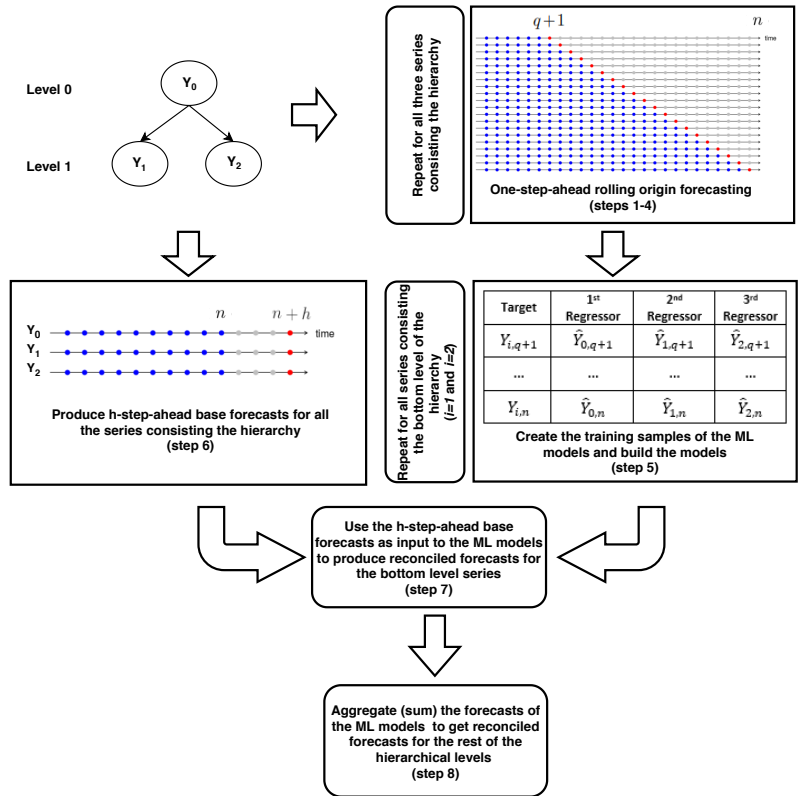 Level 0
Y0
Level 1
Y1
Y2
Repeat for all three series
consisting the hierarchy
q+1
n
time
One-step-ahead rolling origin forecasting
(steps 1-4)
n
n + h
Y0
time
Y1
Y2
Produce h-step-ahead base forecasts for all
the series consisting the hierarchy
(step 6)
Repeat for all series consisting
the bottom level of the
hierarchy
(i=1 and i=2)
Target 1st Regressor 2nd Regressor 3rd Regressor
Yi,q+1 Ŷ0,q+1 Ŷ1,q+1 Ŷ2,q+1
... ... ... ...
Yi,n Ŷ0,n Ŷ1,n Ŷ2,n
Create the training samples of the ML
models and build the models
(step 5)
Use the h-step-ahead base
forecasts as input to the ML models
to produce reconciled forecasts for
the bottom level series
(step 7)
Aggregate (sum) the forecasts of
the ML models to get reconciled
forecasts for the rest of the
hierarchical levels
(step 8)